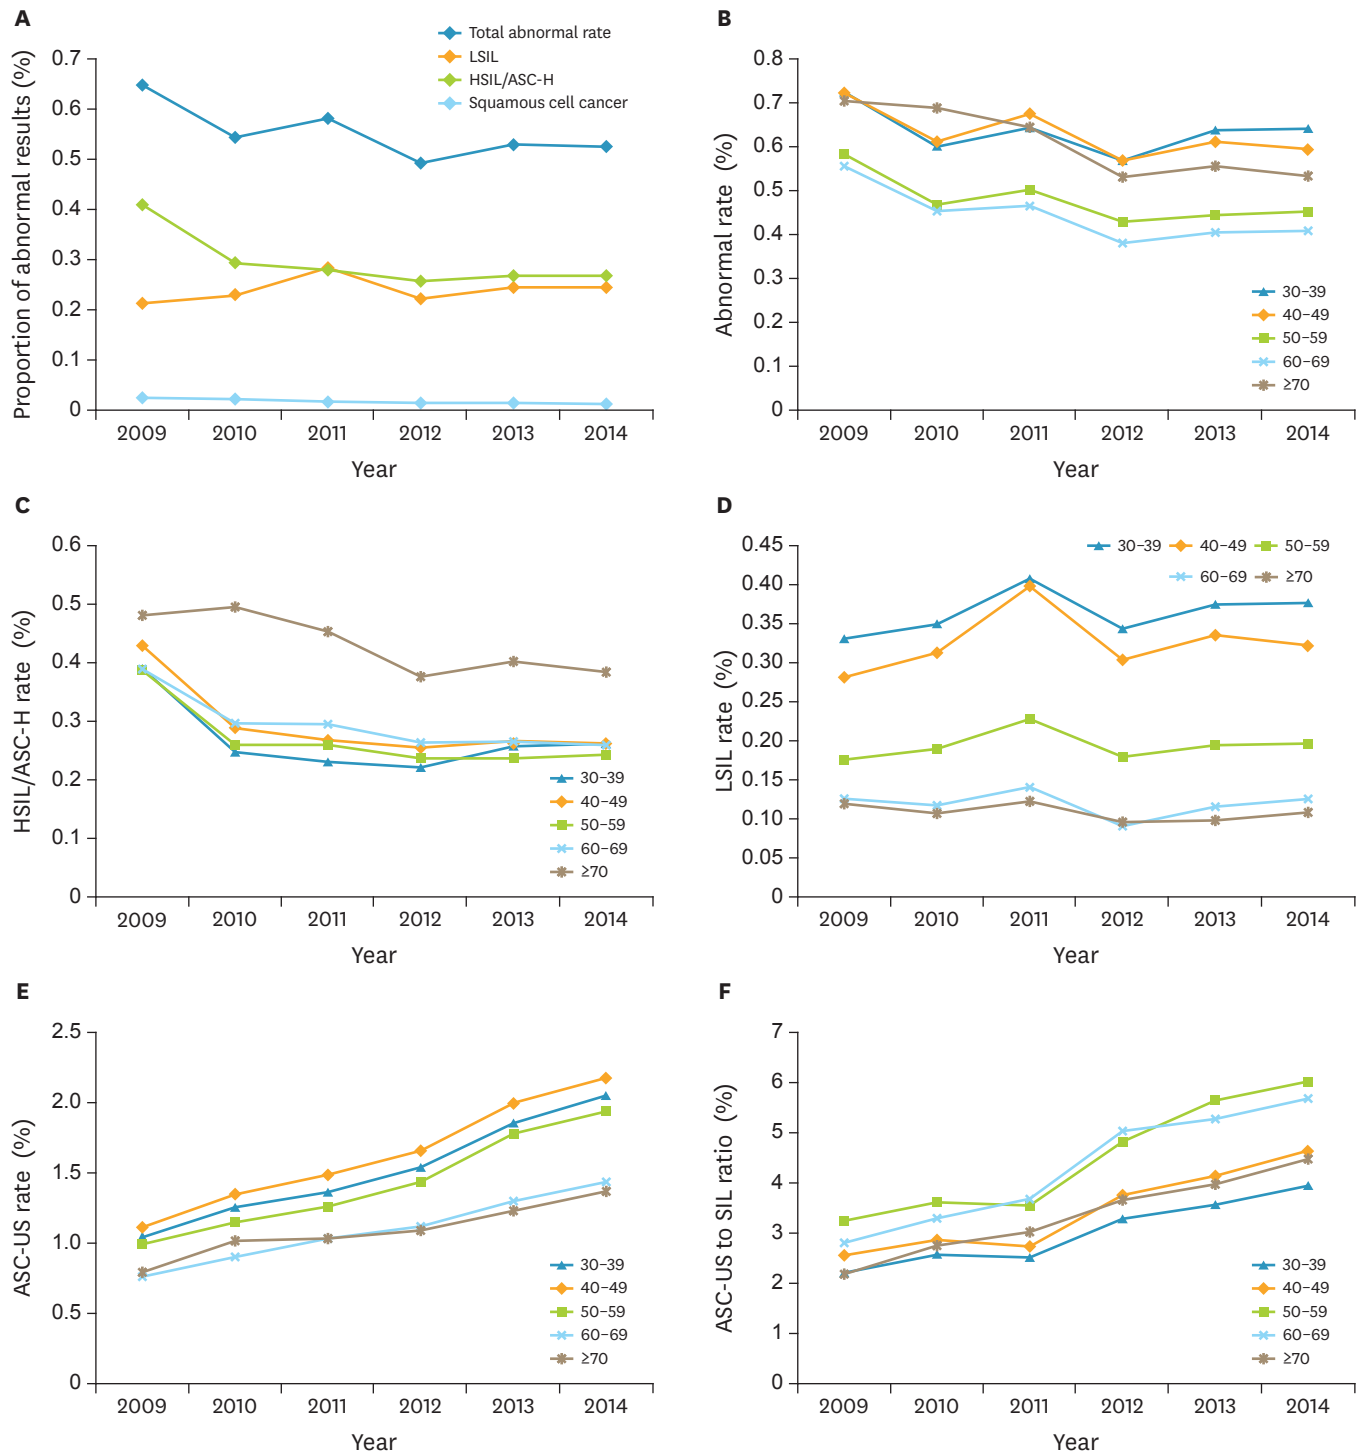 A
Total abnormal rate
LSIL
HSIL/ASC-H
Squamous cell cancer
Proportion of abnormal results (%)
0.7
0.6
0.5
0.4
0.3
0.2
0.1
0
2009 2010 2011 2012 2013 2014
Year
B
Abnormal rate (%)
0.8
0.7
0.6
0.5
0.4
0.3
0.2
0.1
0
30–39
40–49
50–59
60–69
≥70
2009 2010 2011 2012 2013 2014
Year
C
HSIL/ASC-H rate (%)
0.6
0.5
0.4
0.3
0.2
0.1
0
30–39
40–49
50–59
60–69
≥70
2009 2010 2011 2012 2013 2014
Year
D
LSIL rate (%)
0.45
0.40
0.35
0.30
0.25
0.20
0.15
0.10
0.05
0
30–39 40–49 50–59
60–69 ≥70
2009 2010 2011 2012 2013 2014
Year
E
ASC-US rate (%)
2.5
2.0
1.5
1.0
0.5
0
30–39
40–49
50–59
60–69
≥70
2009 2010 2011 2012 2013 2014
Year
F
ASC-US to SIL ratio (%)
7
6
5
4
3
2
1
0
30–39
40–49
50–59
60–69
≥70
2009 2010 2011 2012 2013 2014
Year